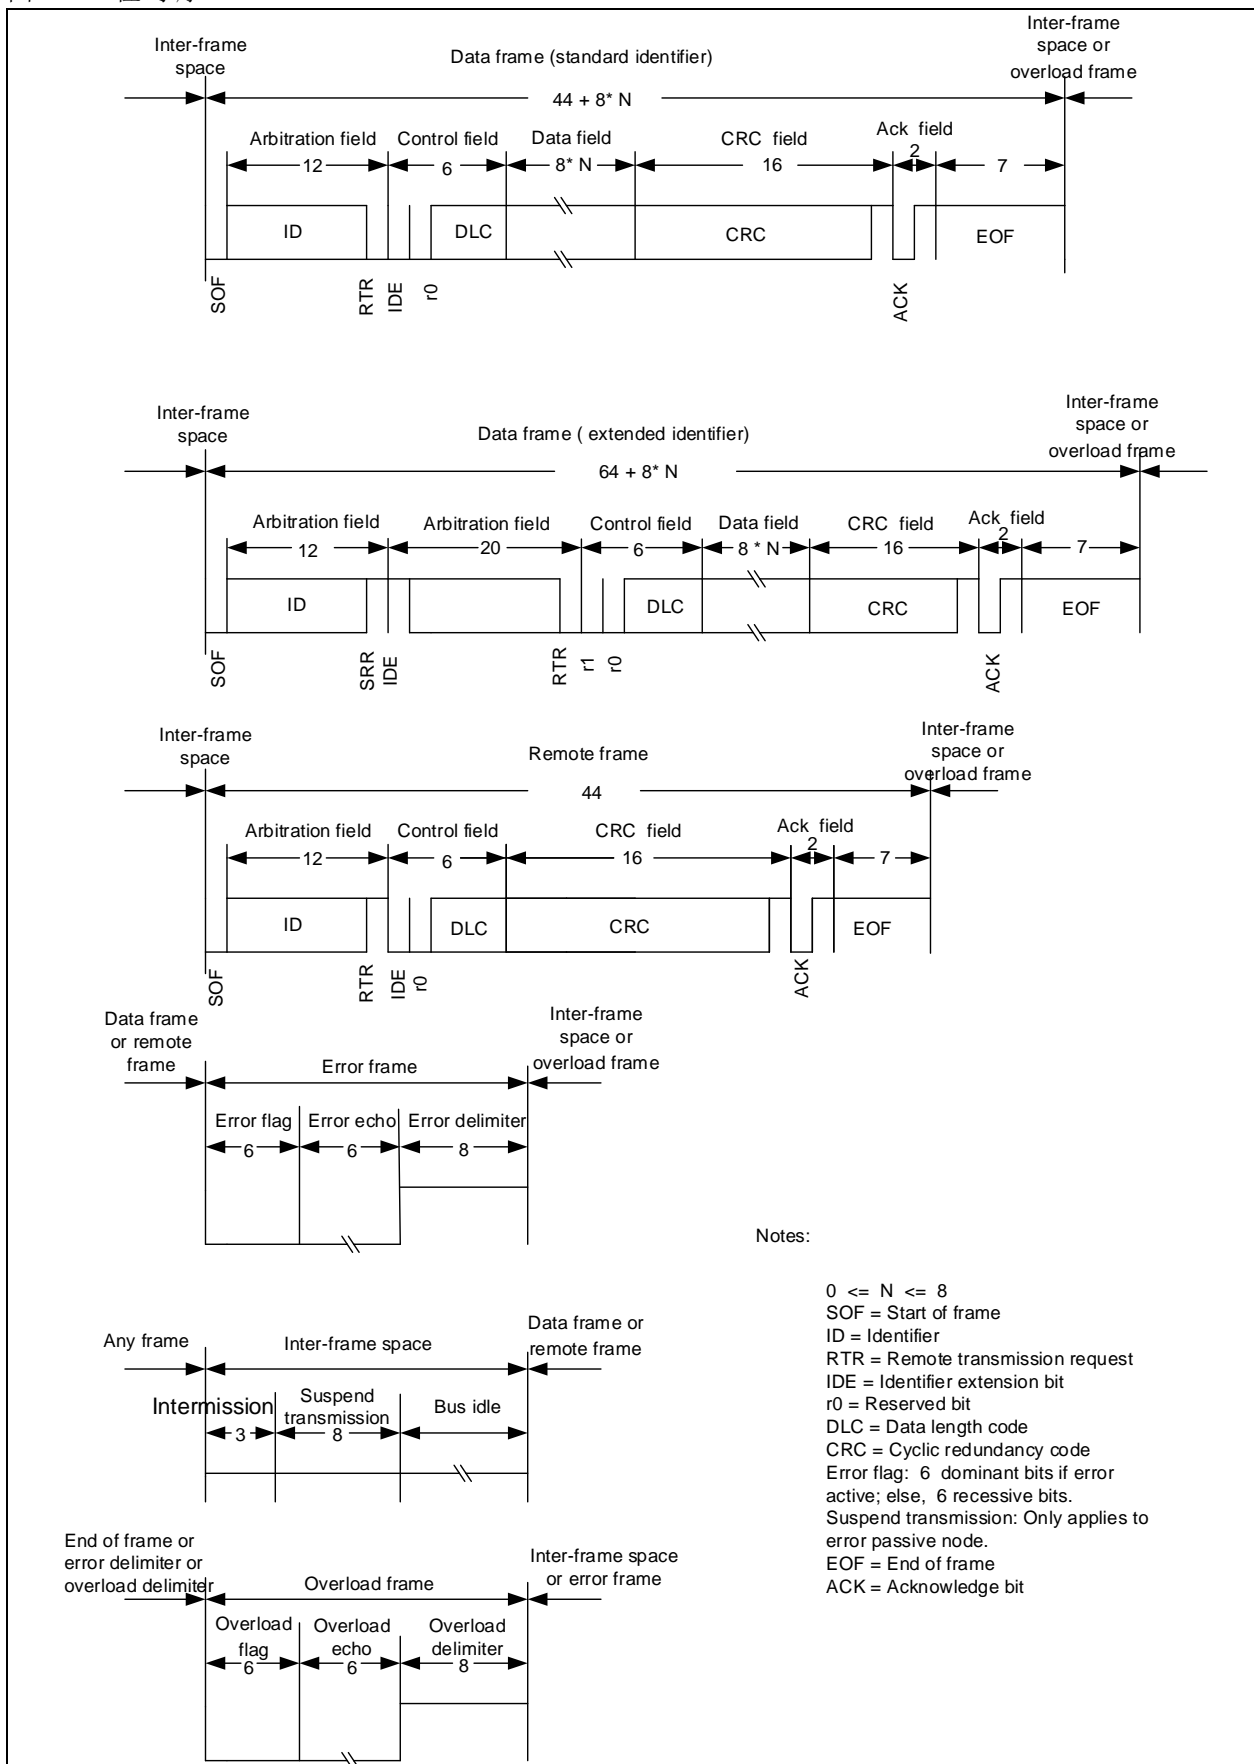 Inter-frame
space
Data frame (standard identifier)
Inter-frame
space or
overload frame
44 + 8* N
Arbitration field
Control field
Data field
CRC field
Ack field
12
6
8* N
16
2
7
ID
DLC
CRC
EOF
SOF
RTR
IDE
r0
ACK
Inter-frame
space
Data frame ( extended identifier)
Inter-frame
space or
overload frame
64 + 8* N
Arbitration field
Arbitration field
Control field
Data field
CRC field
Ack field
12
20
6
8 * N
16
2
7
ID
DLC
CRC
EOF
SOF
SRR
IDE
RTR
r1
r0
ACK
Inter-frame
space
Remote frame
Inter-frame
space or
overload frame
44
Arbitration field
Control field
CRC field
Ack field
12
6
16
2
7
ID
DLC
CRC
EOF
SOF
RTR
IDE
r0
ACK
Data frame
or remote
frame
Error frame
Inter-frame
space or
overload frame
Error flag
Error echo
Error delimiter
6
6
8
Any frame
Inter-frame space
Data frame or
remote frame
Intermission
Suspend
transmission
Bus idle
3
8
End of frame or
error delimiter or
overload delimiter
Overload frame
Inter-frame space
or error frame
Overload
flag
Overload
echo
Overload
delimiter
6
6
8
Notes:
0 <= N <= 8
SOF = Start of frame
ID = Identifier
RTR = Remote transmission request
IDE = Identifier extension bit
r0 = Reserved bit
DLC = Data length code
CRC = Cyclic redundancy code
Error flag: 6 dominant bits if error
active; else, 6 recessive bits.
Suspend transmission: Only applies to
error passive node.
EOF = End of frame
ACK = Acknowledge bit